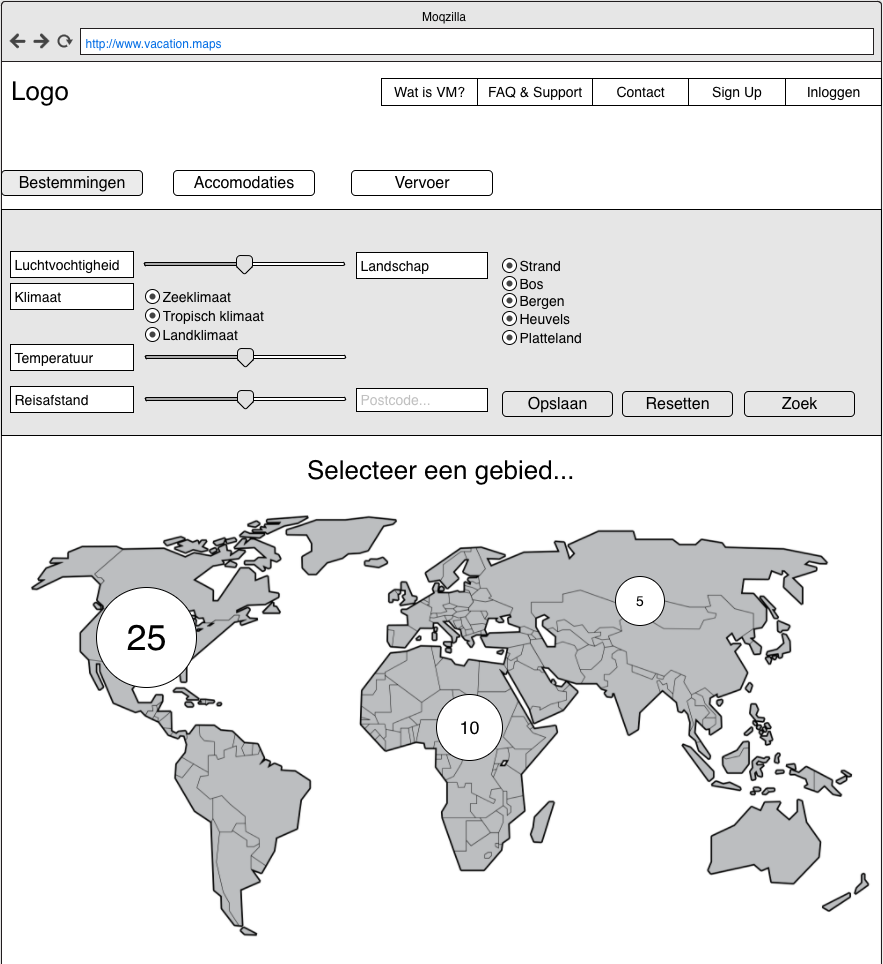 Moqzilla
http://www.vacation.maps
Logo
Wat is VM? FAQ & Support Contact Sign Up Inloggen
Bestemmingen Accomodaties Vervoer
Luchtvochtigheid
Klimaat
Zeeklimaat
Tropisch klimaat
Landklimaat
Temperatuur
Reisafstand
Landschap
Strand
Bos
Bergen
Heuvels
Platteland
Postcode...
Opslaan Resetten Zoek
Selecteer een gebied...
5
25
10